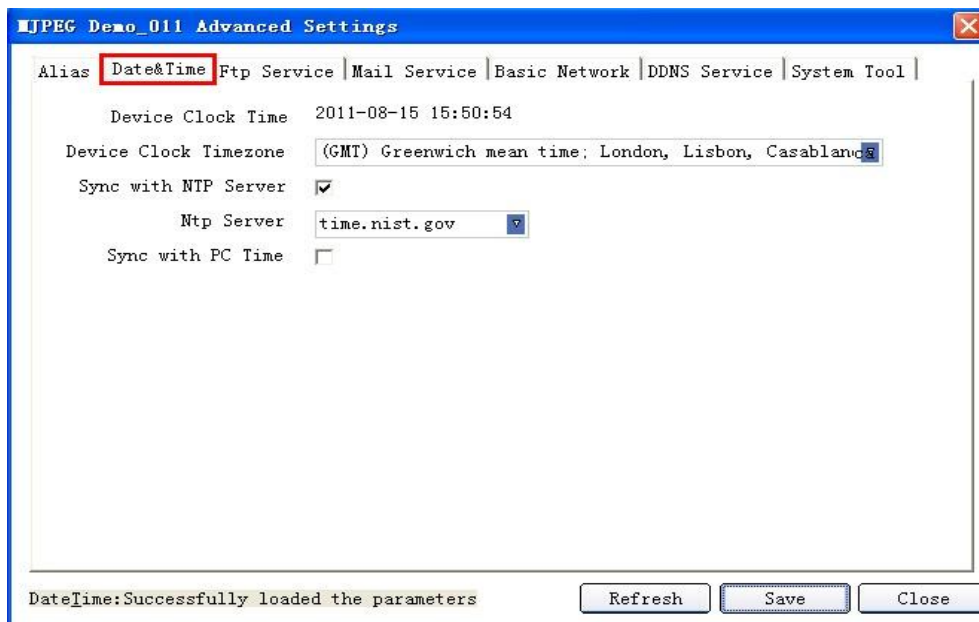 MJPEG Demo_011 Advanced Settings
Alias Date&Time Ftp Service Mail Service Basic Network DDNS Service System Tool
Device Clock Time 2011-08-15 15:50:54
Device Clock Timezone (GMT) Greenwich mean time; London, Lisbon, Casablanca
Sync with NTP Server
Ntp Server time.nist.gov
Sync with PC Time
DateTime:Successfully loaded the parameters Refresh Save Close